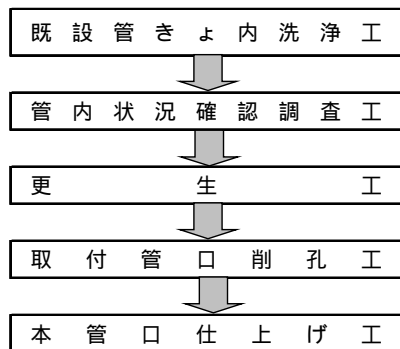 既設管きょ内洗浄工
管内状況確認調査工
更生工
取付管口削孔工
本管口仕上げ工